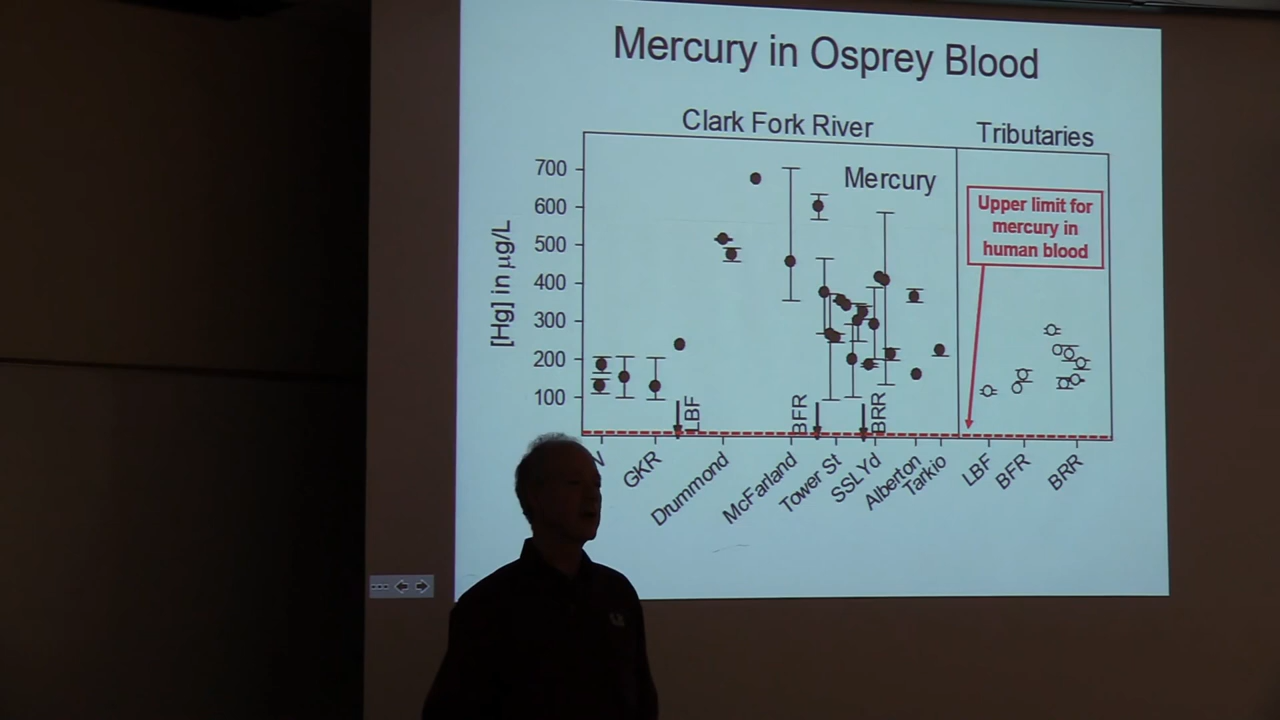 Mercury in Osprey Blood
Clark Fork River
Tributaries
Mercury
Upper limit for
mercury in
human blood
[Hg] in µg/L
700
600
500
400
300
200
100
LBF
BFR
BRR
GKR
Drummond
McFarland
Tower St
SSLYd
Alberton
Tarkio
LBF
BFR
BRR